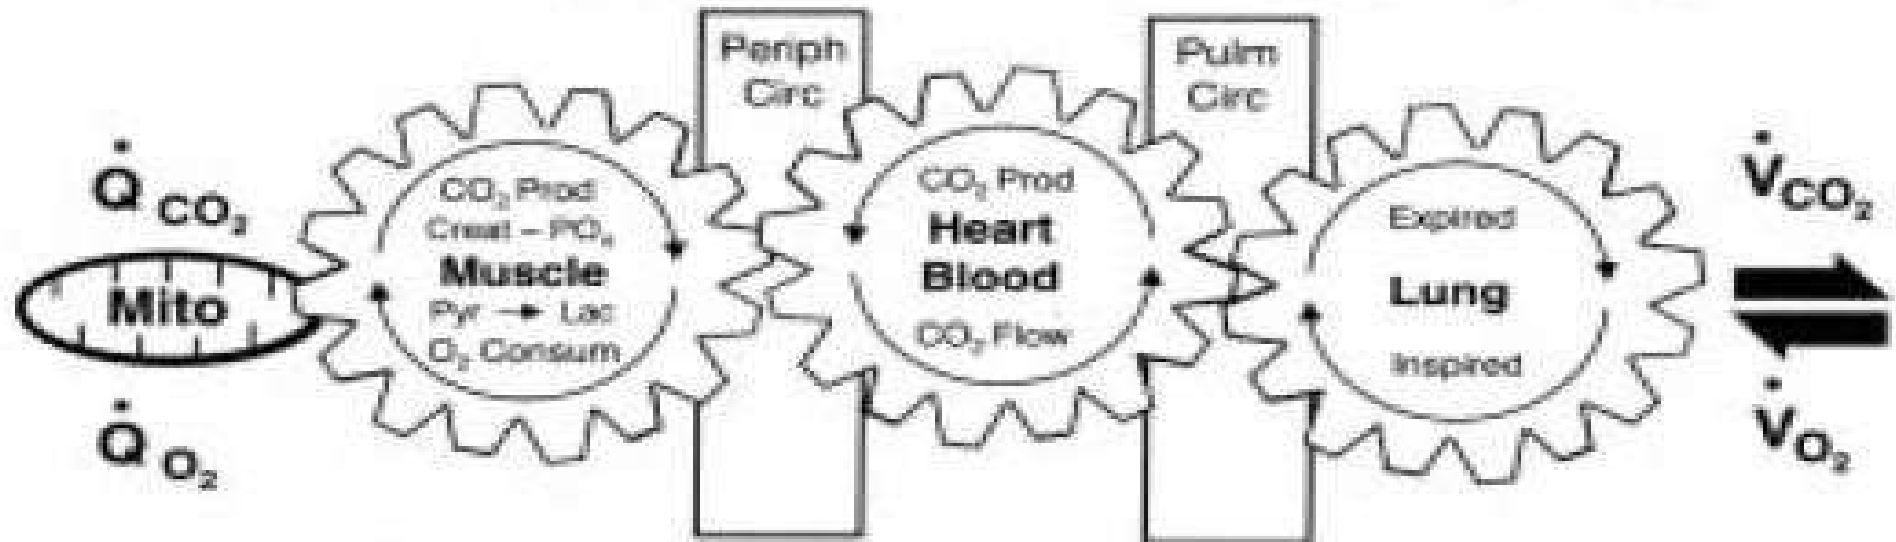 Periph
Circ
Pulm
Circ
Q̇ CO₂
Mito
Q̇ O₂
CO₂ Prod
Creat – PO₄
Muscle
Pyr → Lac
O₂ Consum
CO₂ Prod
Heart
Blood
CO₂ Flow
Expired
Lung
Inspired
V̇CO₂
V̇O₂